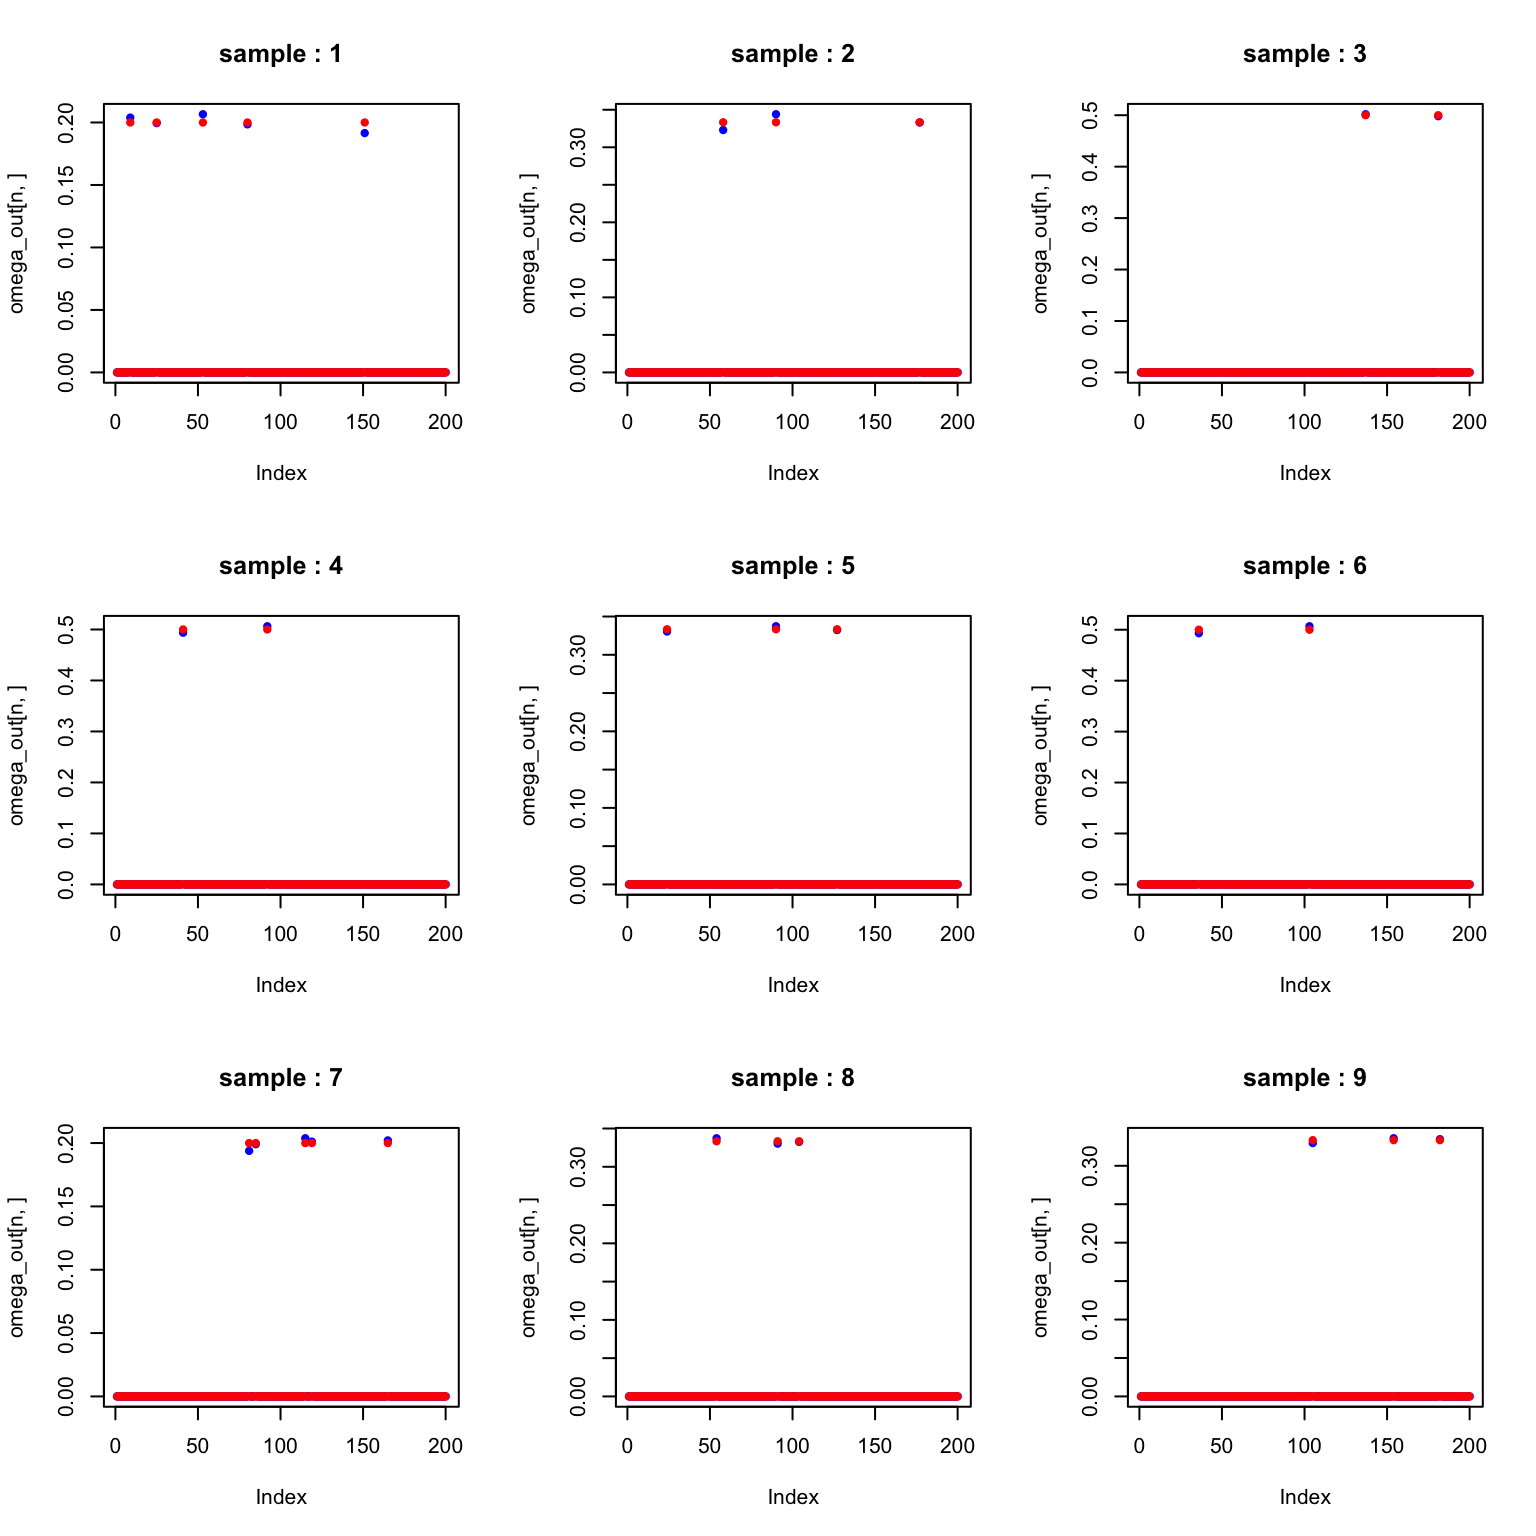 sample : 1
omega_out[n, ]
0.00 0.05 0.10 0.15 0.20
0 50 100 150 200
Index
sample : 2
omega_out[n, ]
0.00 0.10 0.20 0.30
0 50 100 150 200
Index
sample : 3
omega_out[n, ]
0.0 0.1 0.2 0.3 0.4 0.5
0 50 100 150 200
Index
sample : 4
omega_out[n, ]
0.0 0.1 0.2 0.3 0.4 0.5
0 50 100 150 200
Index
sample : 5
omega_out[n, ]
0.00 0.10 0.20 0.30
0 50 100 150 200
Index
sample : 6
omega_out[n, ]
0.0 0.1 0.2 0.3 0.4 0.5
0 50 100 150 200
Index
sample : 7
omega_out[n, ]
0.00 0.05 0.10 0.15 0.20
0 50 100 150 200
Index
sample : 8
omega_out[n, ]
0.00 0.10 0.20 0.30
0 50 100 150 200
Index
sample : 9
omega_out[n, ]
0.00 0.10 0.20 0.30
0 50 100 150 200
Index